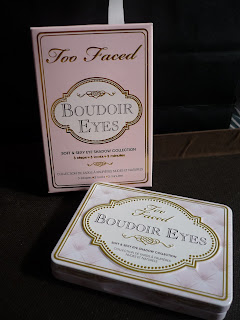 Too Faced
BOUDOIR
EYES
SOFT & SEXY EYE SHADOW COLLECTION
Too
Faced
BOUDOIR EYES
SOFT & SEXY EYE SHADOW COLLECTION